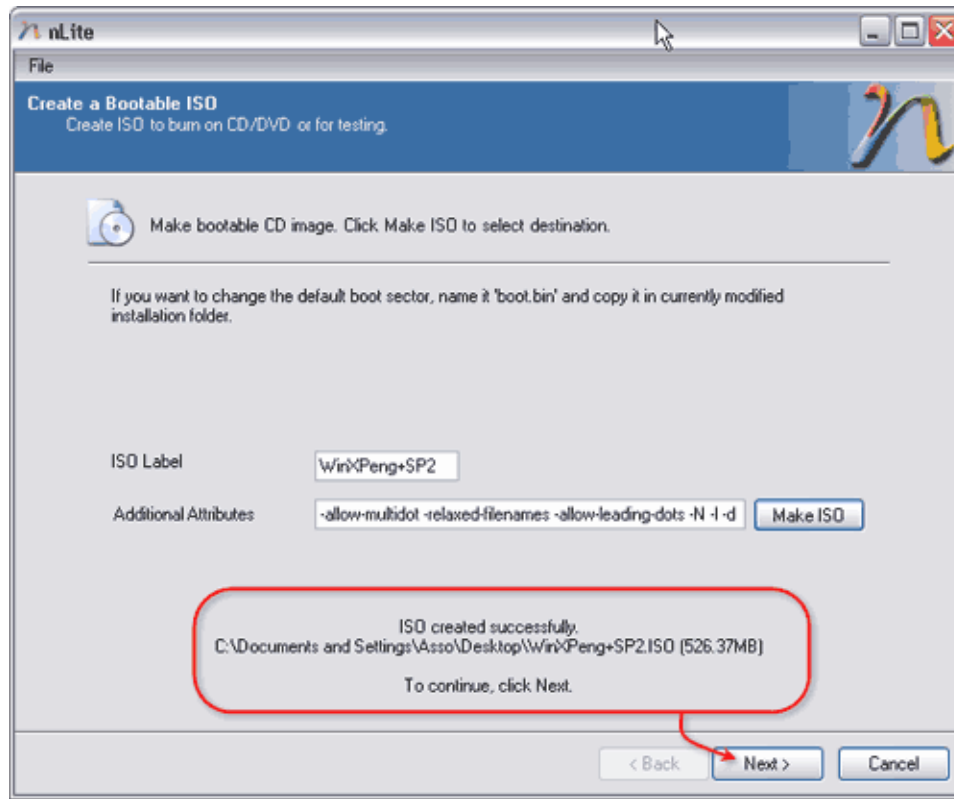 nLite
File
Create a Bootable ISO
Create ISO to burn on CD/DVD or for testing.
Make bootable CD image. Click Make ISO to select destination.
If you want to change the default boot sector, name it 'boot.bin' and copy it in currently modified
installation folder.
ISO Label
WinXPeng+SP2
Additional Attributes
-allow-multidot -relaxed-filenames -allow-leading-dots -N -l -d
Make ISO
ISO created successfully.
C:\Documents and Settings\Asso\Desktop\WinXPeng+SP2.ISO (526.37MB)
To continue, click Next.
< Back
Next >
Cancel